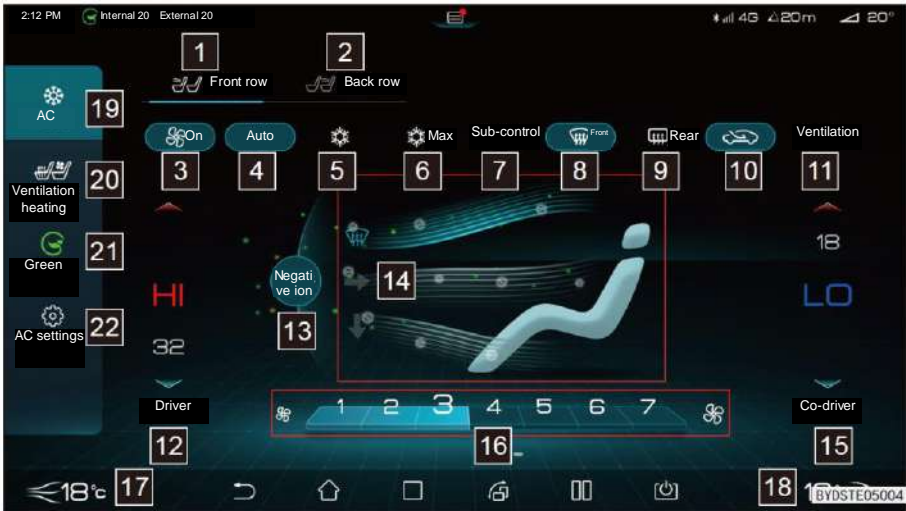 2:12 PM Internal 20 External 20 4G 20m 20°
1 2
Front row Back row
AC 19
On Auto Max Sub-control Front Rear Ventilation
3 4 5 6 7 8 9 10 11
Ventilation
heating 20
18
Green 21
Negati
ve ion
14
HI LO
AC settings 22
13
32
1 2 3 4 5 6 7
Driver Co-driver
12 16 15
18°c 17 18
BYDSTE05004